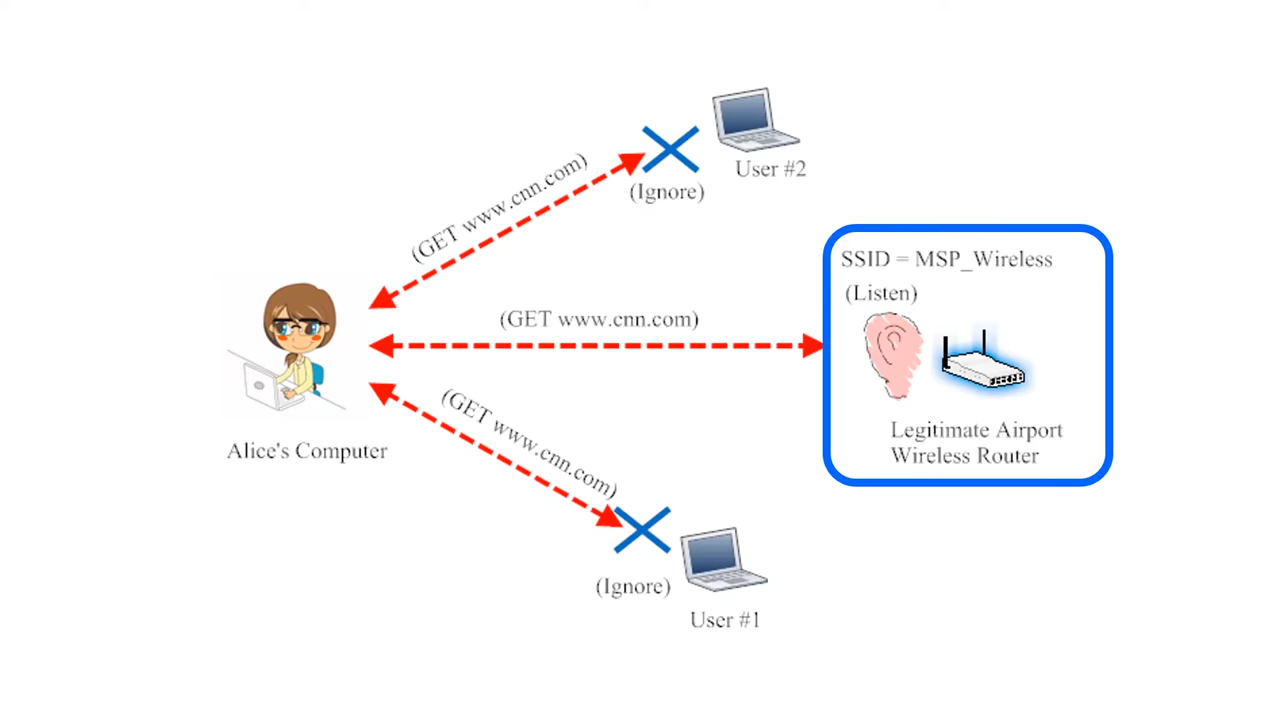 User #2
(Ignore)
(GET www.cnn.com)
SSID = MSP_Wireless
(Listen)
(GET www.cnn.com)
Legitimate Airport
Wireless Router
Alice's Computer
(GET www.cnn.com)
(Ignore)
User #1